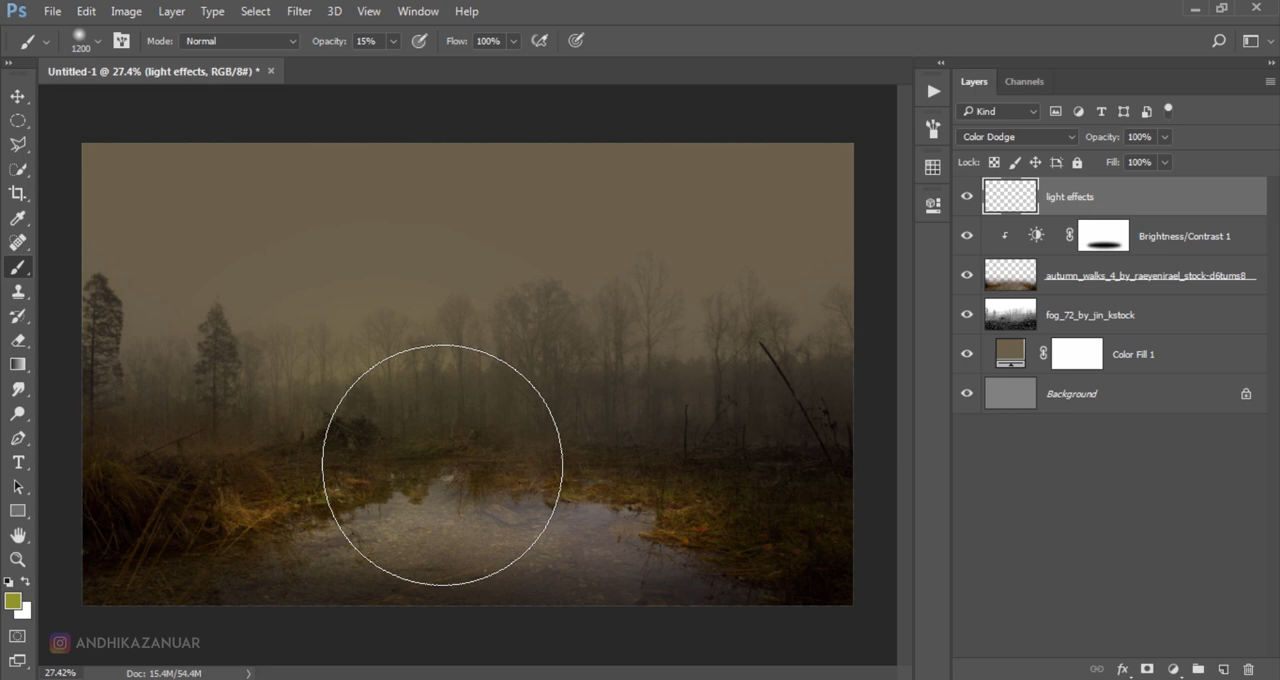 Ps File Edit Image Layer Type Select Filter 3D View Window Help
1200 Mode: Normal Opacity: 15% Flow: 100%
Untitled-1 @ 27.4% (light effects, RGB/8#) * ×
Layers Channels
Kind
Color Dodge Opacity: 100%
Lock: Fill: 100%
light effects
Brightness/Contrast 1
autumn_walks_4_by_raeyenirael_stock-d6tums8
fog_72_by_jin_kstock
Color Fill 1
Background
ANDHIKAZANUAR
27.42% Doc: 15.4M/54.4M
fx